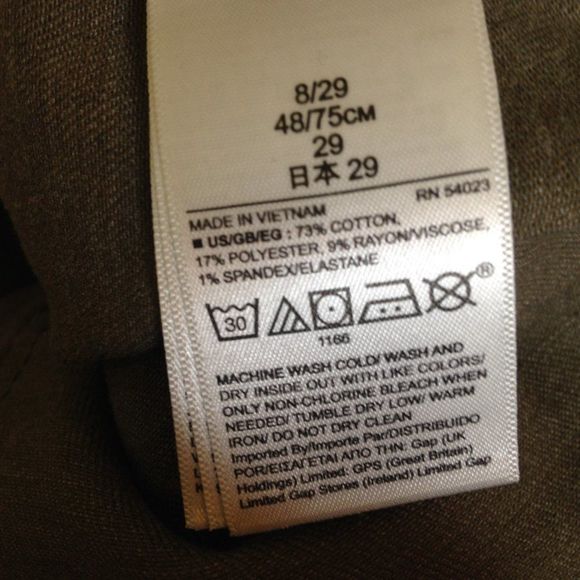 8/29
48/75CM
29
日本 29
RN 54023
MADE IN VIETNAM
■ US/GB/EG : 73% COTTON,
17% POLYESTER, 9% RAYON/VISCOSE,
1% SPANDEX/ELASTANE
30
®
1166
MACHINE WASH COLD/ WASH AND
DRY INSIDE OUT WITH LIKE COLORS/
ONLY NON-CHLORINE BLEACH WHEN
NEEDED/ TUMBLE DRY LOW/ WARM
IRON/ DO NOT DRY CLEAN
Imported By/Importe Par/DISTRIBUIDO
POR/ΕΙΣΑΓΕΤΑΙ ΑΠΟ ΤΗΝ: Gap (UK
Holdings) Limited: GPS (Great Britain)
Limited Gap Stores (Ireland) Limited Gap